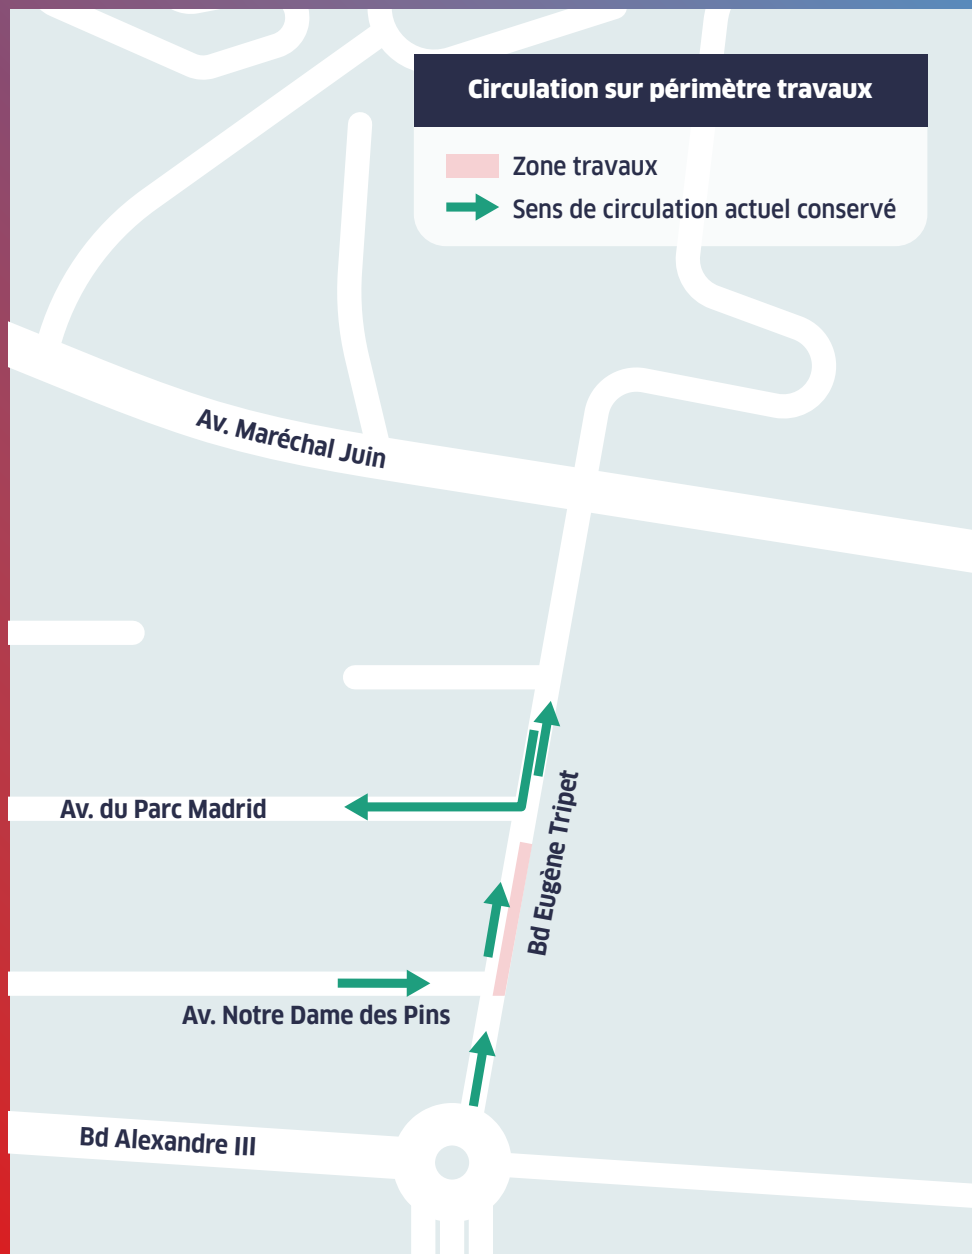 Circulation sur périmètre travaux
Zone travaux
Sens de circulation actuel conservé
Av. Maréchal Juin
Av. du Parc Madrid
Bd Eugène Tripet
Av. Notre Dame des Pins
Bd Alexandre III